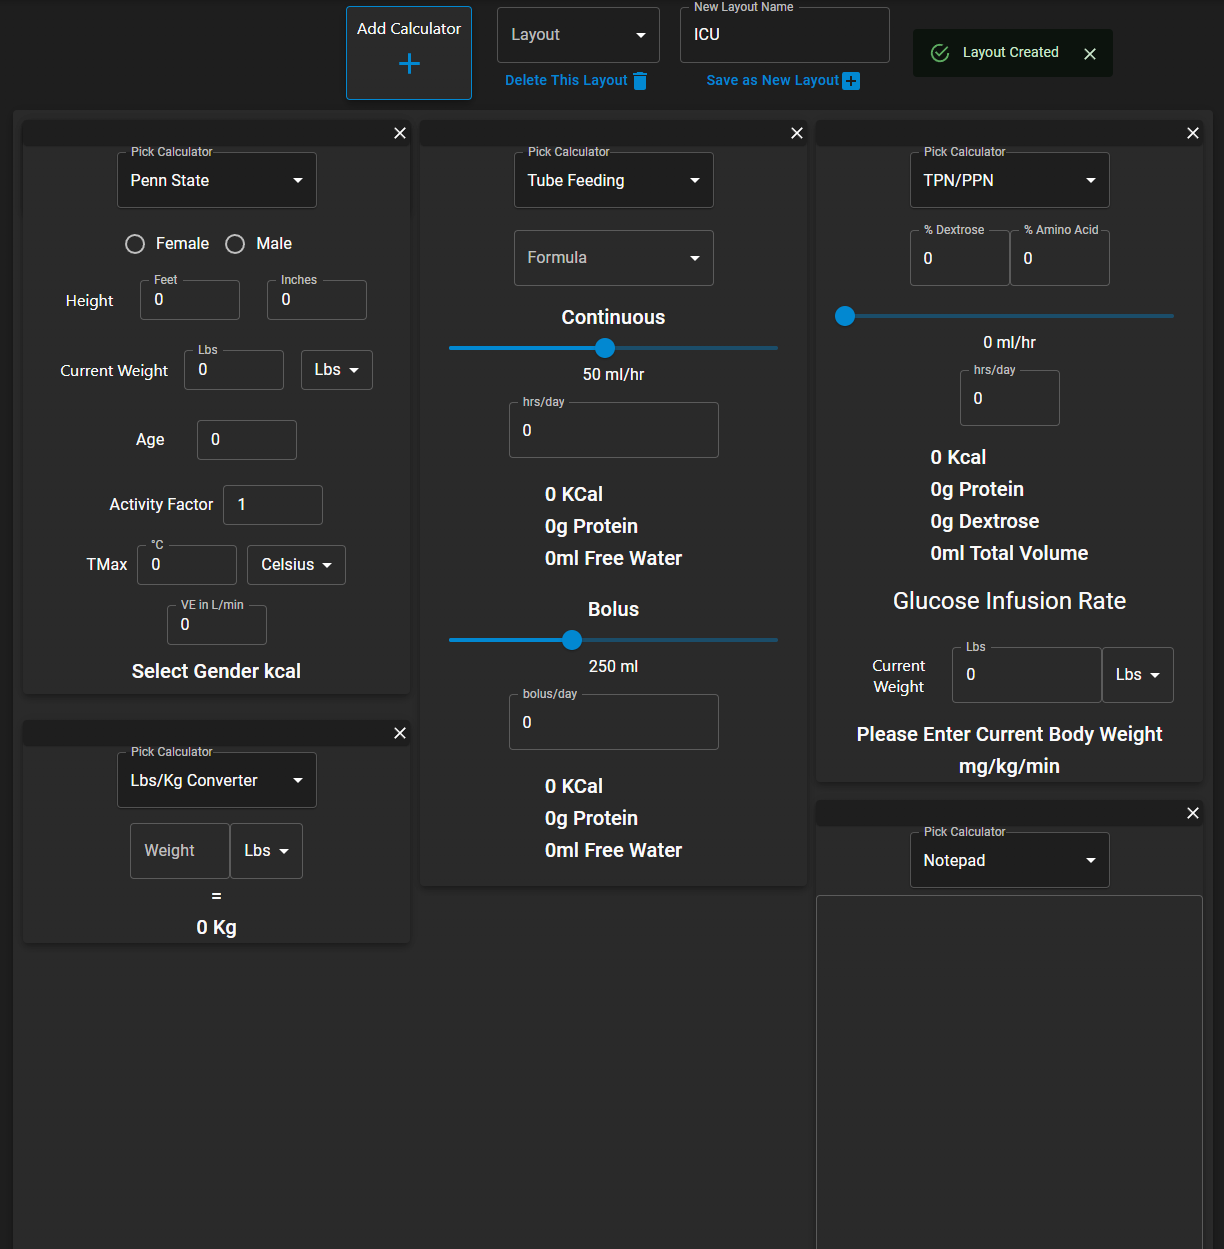 Add Calculator
Layout
Delete This Layout
New Layout Name
ICU
Save as New Layout
Layout Created
Pick Calculator
Penn State
Female Male
Height Feet 0 Inches 0
Current Weight Lbs 0 Lbs
Age 0
Activity Factor 1
TMax °C 0 Celsius
VE in L/min
0
Select Gender kcal
Pick Calculator
Lbs/Kg Converter
Weight Lbs
=
0 Kg
Pick Calculator
Tube Feeding
Formula
Continuous
50 ml/hr
hrs/day
0
0 KCal
0g Protein
0ml Free Water
Bolus
250 ml
bolus/day
0
0 KCal
0g Protein
0ml Free Water
Pick Calculator
TPN/PPN
% Dextrose % Amino Acid
0 0
0 ml/hr
hrs/day
0
0 Kcal
0g Protein
0g Dextrose
0ml Total Volume
Glucose Infusion Rate
Current
Weight
Lbs
0
Lbs
Please Enter Current Body Weight
mg/kg/min
Pick Calculator
Notepad